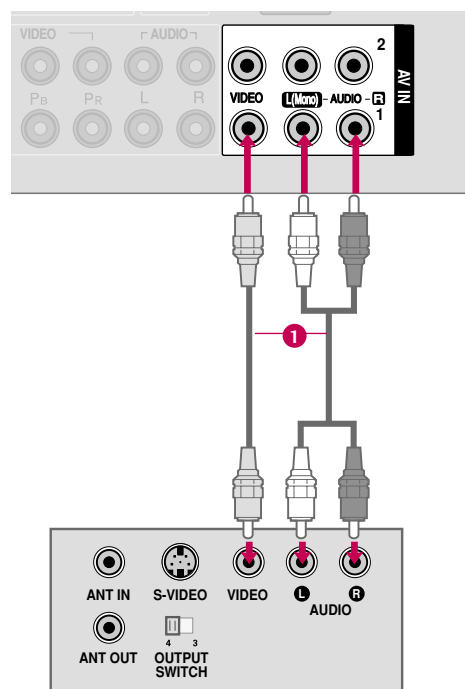 VIDEO AUDIO
2
AV IN
PB PR L R
VIDEO L(Mono) - AUDIO - R
1
1
ANT IN S-VIDEO VIDEO L R
AUDIO
4 3
ANT OUT OUTPUT
SWITCH